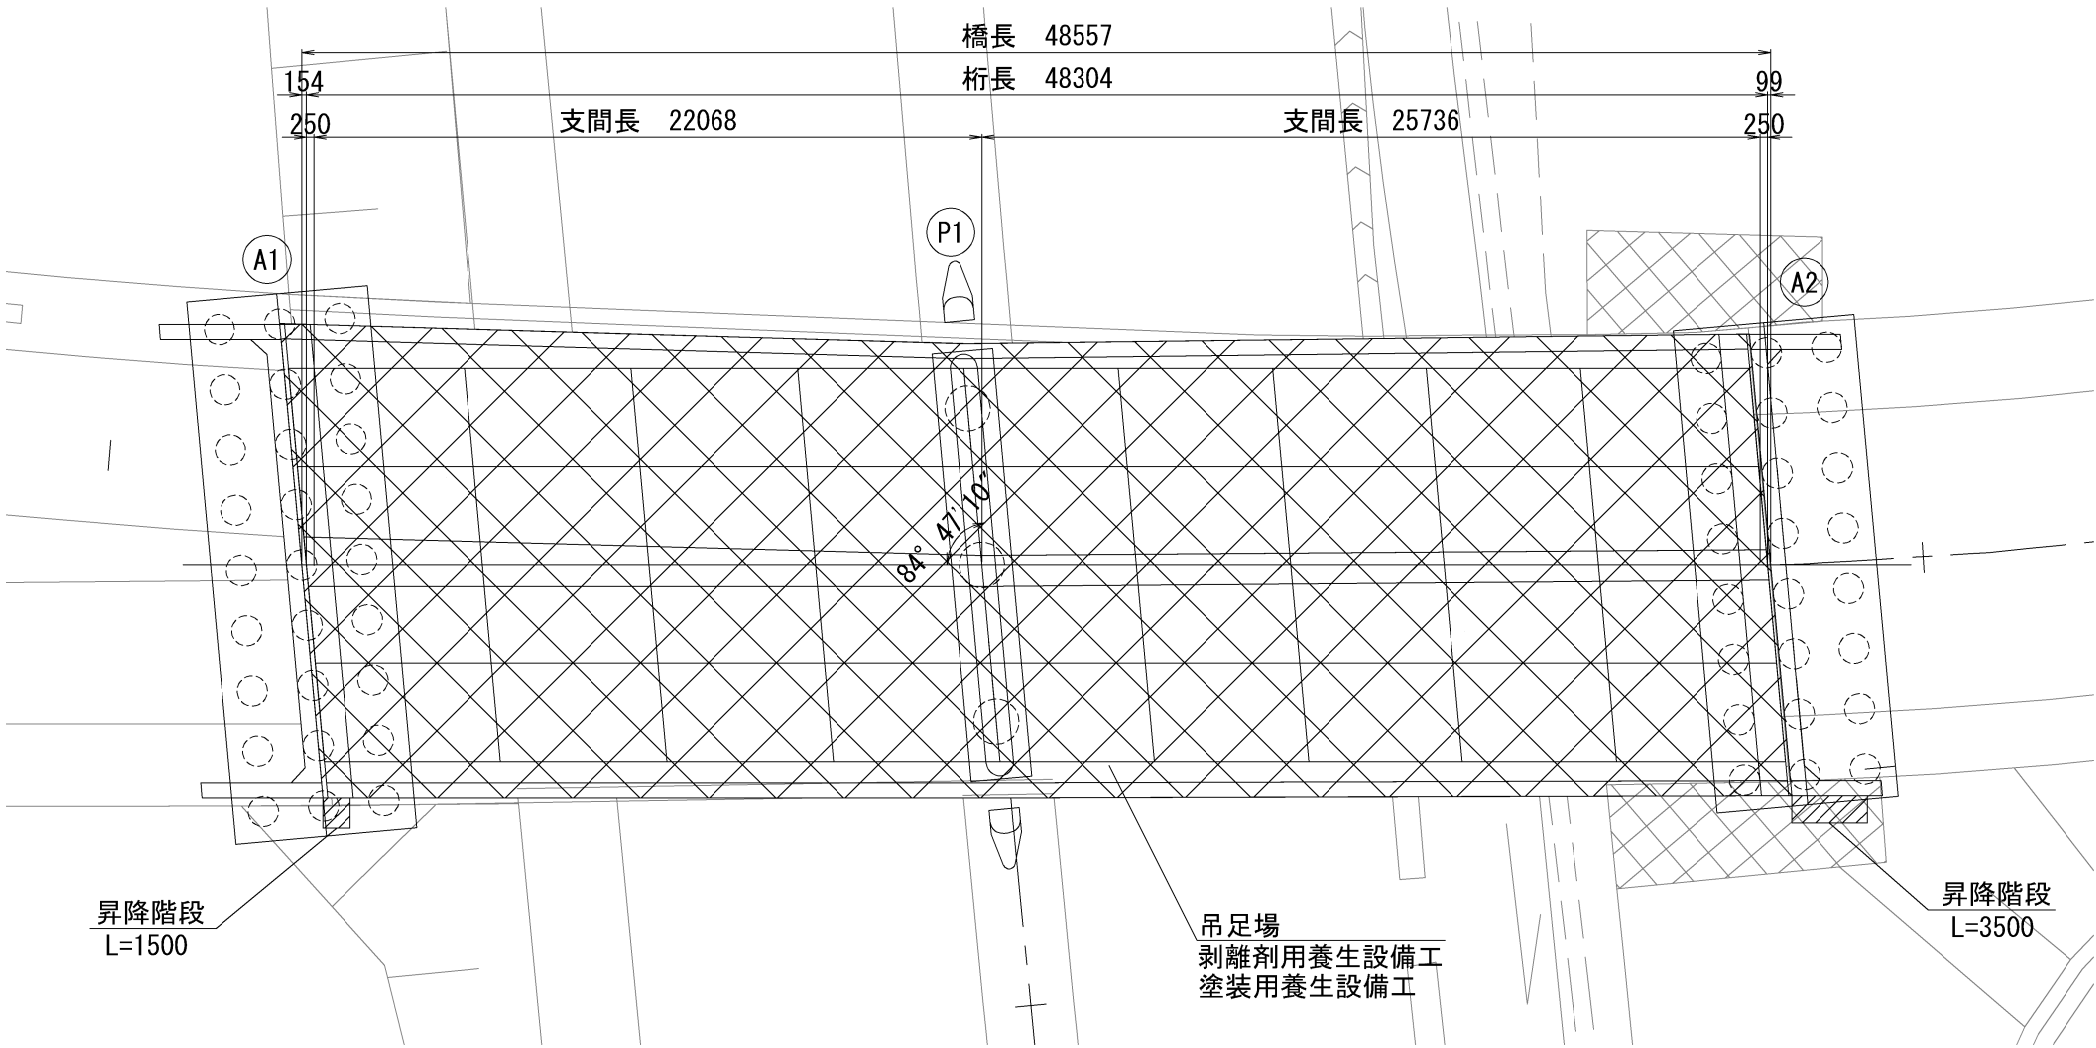 橋長 48557
154 桁長 48304 99
250 支間長 22068 支間長 25736 250
P1
A1
A2
84° 47' 10"
昇降階段
L=1500
吊足場
剥離剤用養生設備工
塗装用養生設備工
昇降階段
L=3500